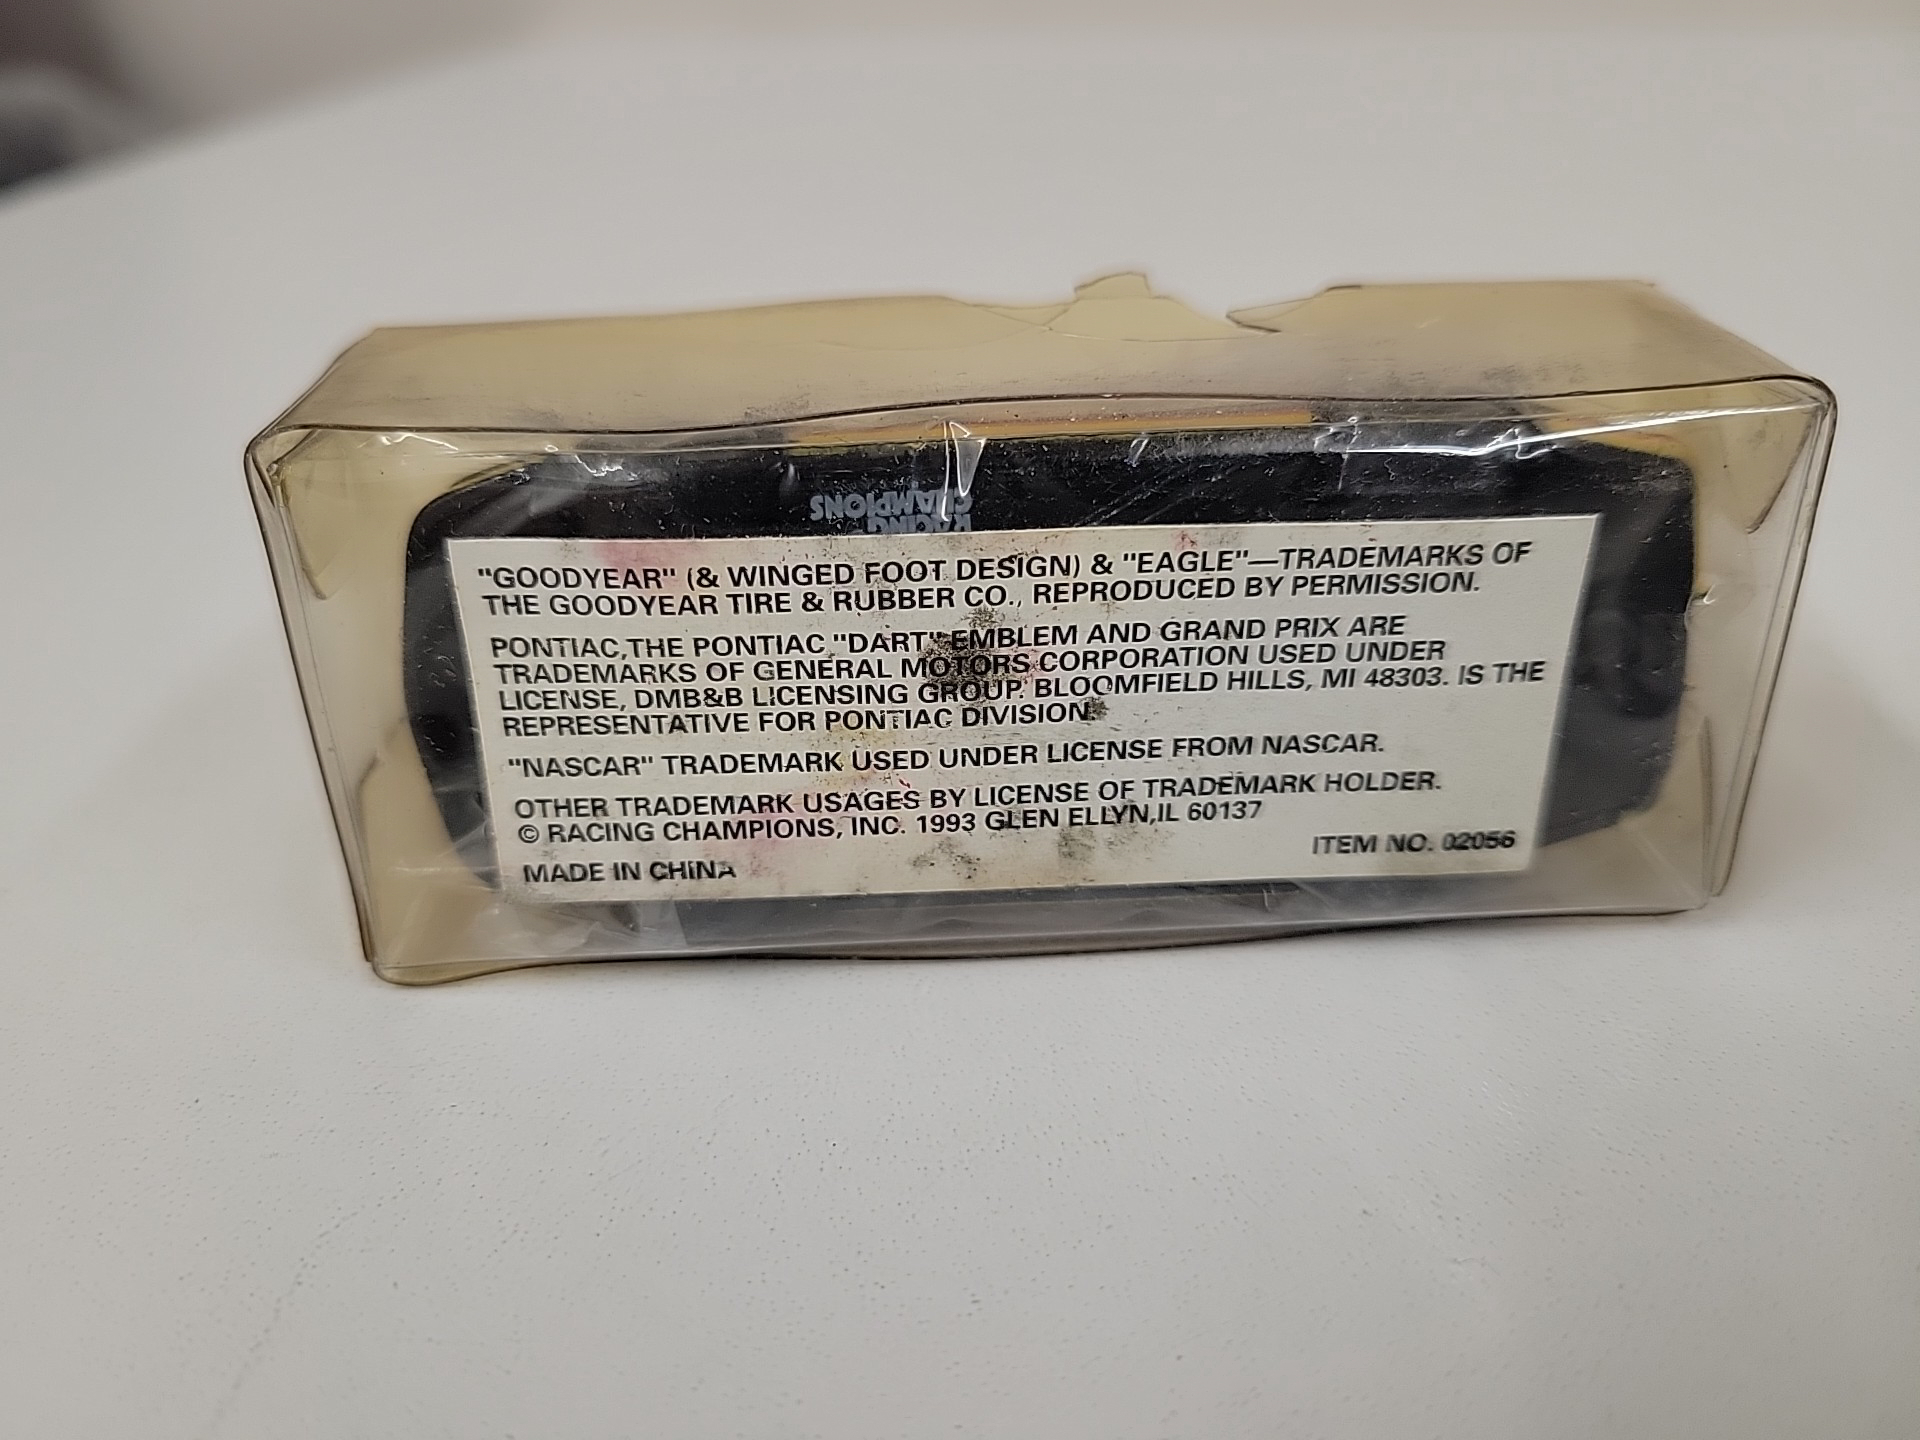 RACING
CHAMPIONS
"GOODYEAR" (& WINGED FOOT DESIGN) & "EAGLE"—TRADEMARKS OF
THE GOODYEAR TIRE & RUBBER CO., REPRODUCED BY PERMISSION.
PONTIAC,THE PONTIAC "DART" EMBLEM AND GRAND PRIX ARE
TRADEMARKS OF GENERAL MOTORS CORPORATION USED UNDER
LICENSE, DMB&B LICENSING GROUP. BLOOMFIELD HILLS, MI 48303. IS THE
REPRESENTATIVE FOR PONTIAC DIVISION.
"NASCAR" TRADEMARK USED UNDER LICENSE FROM NASCAR.
OTHER TRADEMARK USAGES BY LICENSE OF TRADEMARK HOLDER.
© RACING CHAMPIONS, INC. 1993 GLEN ELLYN,IL 60137
ITEM NO. 02056
MADE IN CHINA